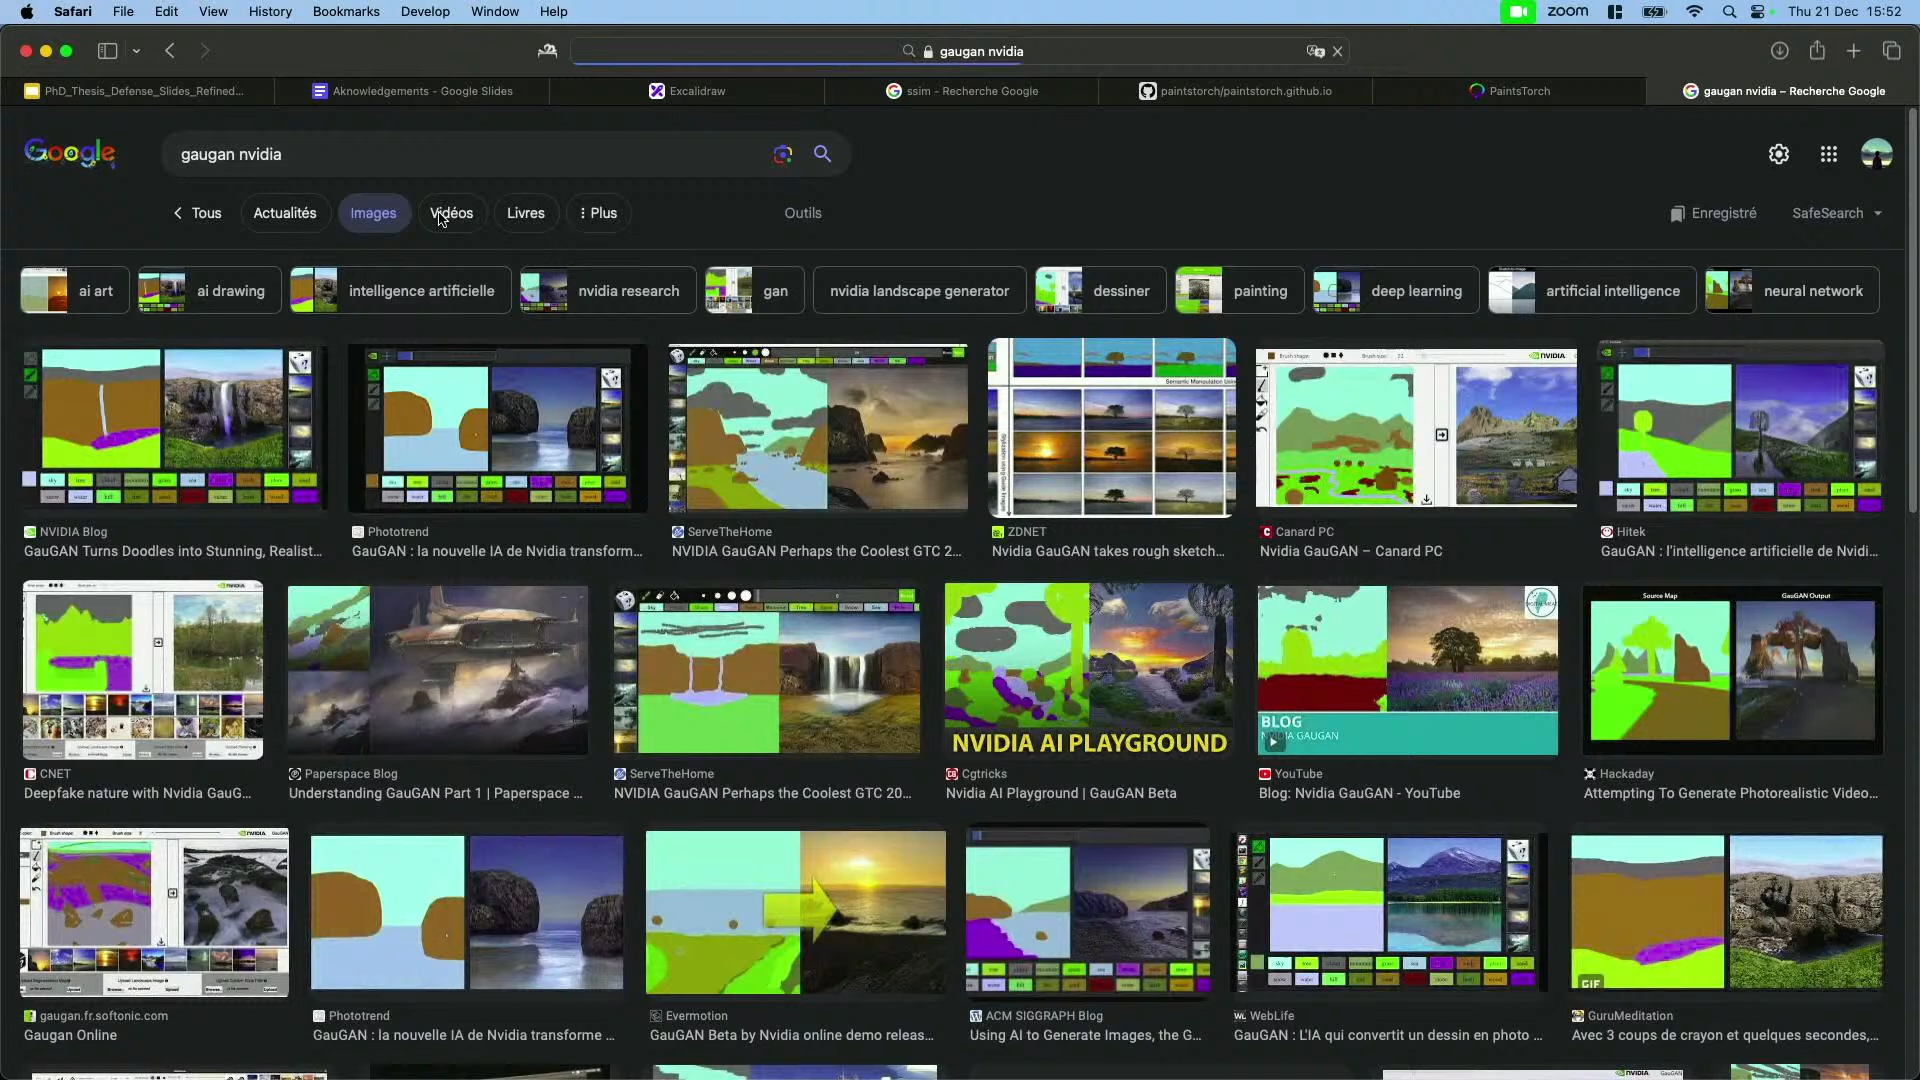 Safari File Edit View History Bookmarks Develop Window Help zoom Thu 21 Dec 15:52
gaugan nvidia
PhD_Thesis_Defense_Slides_Refined... Aknowledgements - Google Slides Excalidraw ssim - Recherche Google paintstorch/paintstorch.github.io PaintsTorch gaugan nvidia – Recherche Google
Google gaugan nvidia
Tous Actualités Images Vidéos Livres Plus Outils Enregistré SafeSearch
ai art ai drawing intelligence artificielle nvidia research gan nvidia landscape generator dessiner painting deep learning artificial intelligence neural network
NVIDIA Blog Phototrend ServeTheHome ZDNET Canard PC Hitek
GauGAN Turns Doodles into Stunning, Realist... GauGAN : la nouvelle IA de Nvidia transform... NVIDIA GauGAN Perhaps the Coolest GTC 2... Nvidia GauGAN takes rough sketch... Nvidia GauGAN – Canard PC GauGAN : l'intelligence artificielle de Nvidi...
Source Map GauGAN Output
BLOG
NVIDIA AI PLAYGROUND
CNET Paperspace Blog ServeTheHome Cgtricks YouTube Hackaday
Deepfake nature with Nvidia GauG... Understanding GauGAN Part 1 | Paperspace ... NVIDIA GauGAN Perhaps the Coolest GTC 20... Nvidia AI Playground | GauGAN Beta Blog: Nvidia GauGAN - YouTube Attempting To Generate Photorealistic Video...
GIF
gaugan.fr.softonic.com Phototrend Evermotion ACM SIGGRAPH Blog WebLife GuruMeditation
Gaugan Online GauGAN : la nouvelle IA de Nvidia transforme ... GauGAN Beta by Nvidia online demo releas... Using AI to Generate Images, the G... GauGAN : L'IA qui convertit un dessin en photo ... Avec 3 coups de crayon et quelques secondes,...